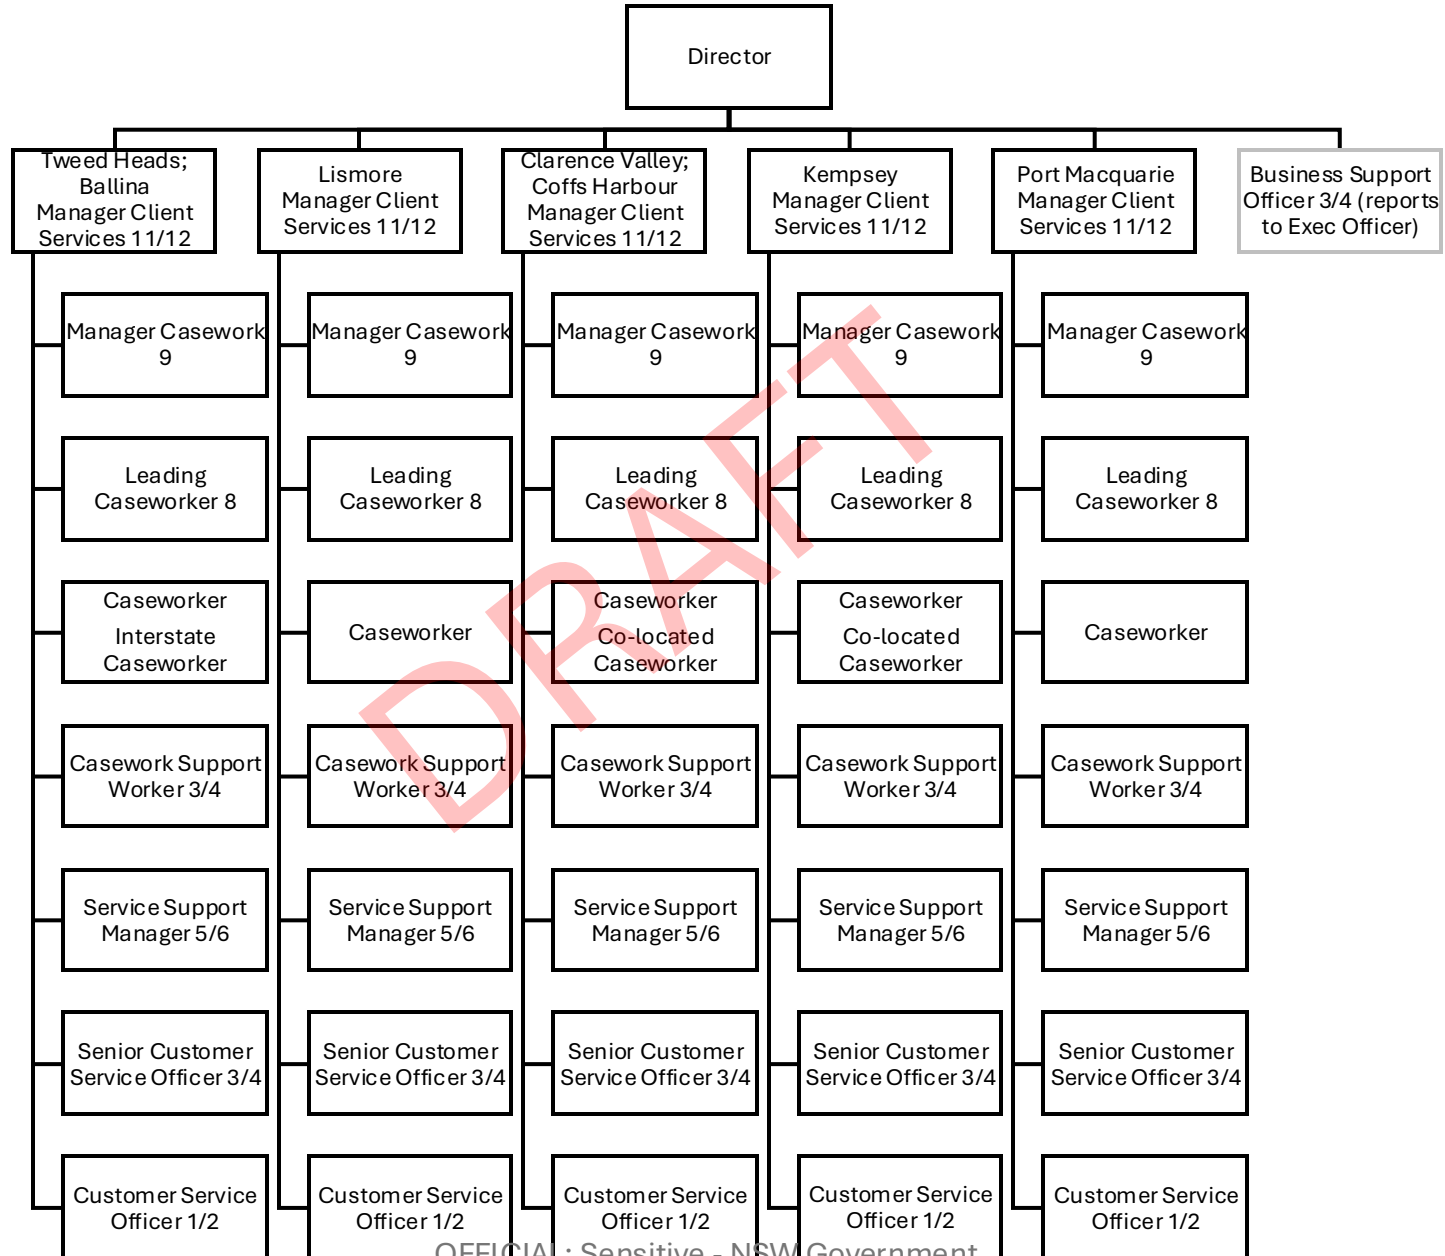 Director
Tweed Heads;
Ballina
Manager Client
Services 11/12
Lismore
Manager Client
Services 11/12
Clarence Valley;
Coffs Harbour
Manager Client
Services 11/12
Kempsey
Manager Client
Services 11/12
Port Macquarie
Manager Client
Services 11/12
Business Support
Officer 3/4 (reports
to Exec Officer)
Manager Casework
9
Manager Casework
9
Manager Casework
9
Manager Casework
9
Manager Casework
9
Leading
Caseworker 8
Leading
Caseworker 8
Leading
Caseworker 8
Leading
Caseworker 8
Leading
Caseworker 8
Caseworker
Interstate
Caseworker
Caseworker
Caseworker
Co-located
Caseworker
Caseworker
Co-located
Caseworker
Caseworker
Casework Support
Worker 3/4
Casework Support
Worker 3/4
Casework Support
Worker 3/4
Casework Support
Worker 3/4
Casework Support
Worker 3/4
Service Support
Manager 5/6
Service Support
Manager 5/6
Service Support
Manager 5/6
Service Support
Manager 5/6
Service Support
Manager 5/6
Senior Customer
Service Officer 3/4
Senior Customer
Service Officer 3/4
Senior Customer
Service Officer 3/4
Senior Customer
Service Officer 3/4
Senior Customer
Service Officer 3/4
Customer Service
Officer 1/2
Customer Service
Officer 1/2
Customer Service
Officer 1/2
Customer Service
Officer 1/2
Customer Service
Officer 1/2
DRAFT
OFFICIAL: Sensitive - NSW Government